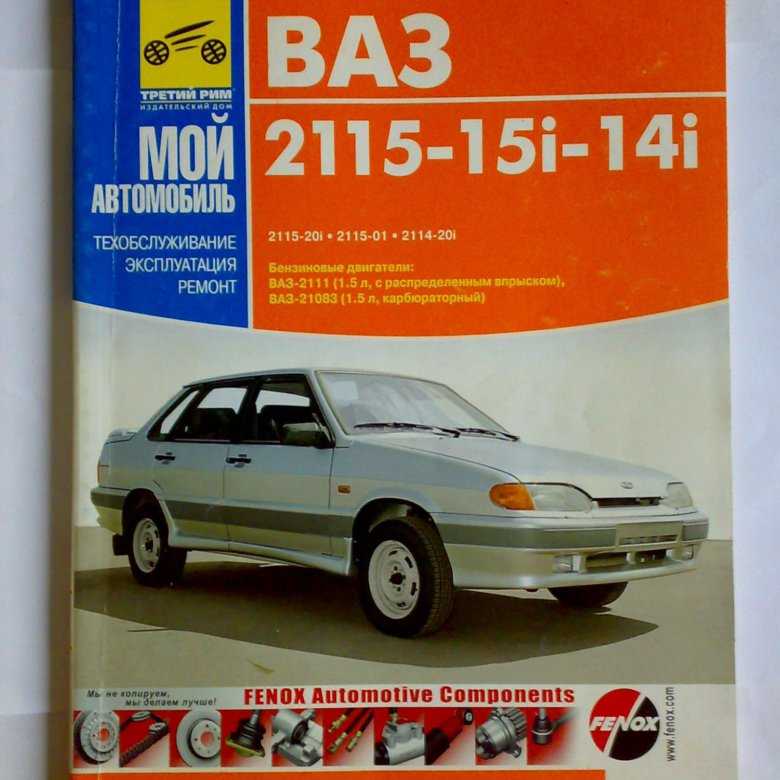 ТРЕТИЙ РИМ
ИЗДАТЕЛЬСКИЙ ДОМ
МОЙ
АВТОМОБИЛЬ
ТЕХОБСЛУЖИВАНИЕ
ЭКСПЛУАТАЦИЯ
РЕМОНТ
ВАЗ
2115-15i-14i
2115-20i • 2115-01 • 2114-20i
Бензиновые двигатели:
ВАЗ-2111 (1.5 л, с распределенным впрыском),
ВАЗ-21083 (1.5 л, карбюраторный)
Мы не копируем,
мы делаем лучше!
FENOX Automotive Components
FENOX
www.fenox.com